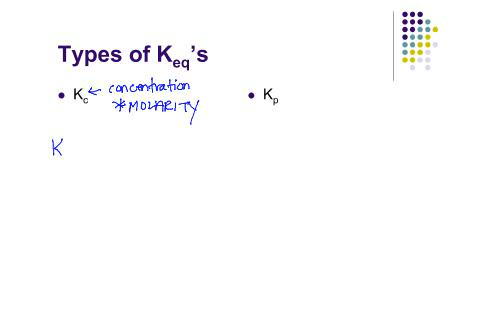 Types of Keq's
• Kc ← concentration
*MOLARITY
• Kp
K